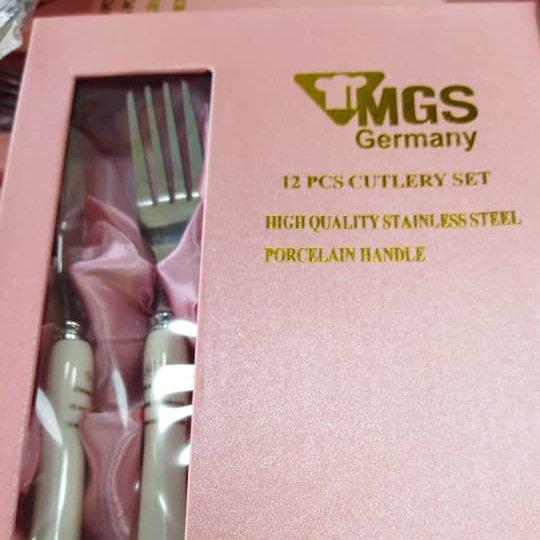 MGS
Germany
12 PCS CUTLERY SET
HIGH QUALITY STAINLESS STEEL
PORCELAIN HANDLE